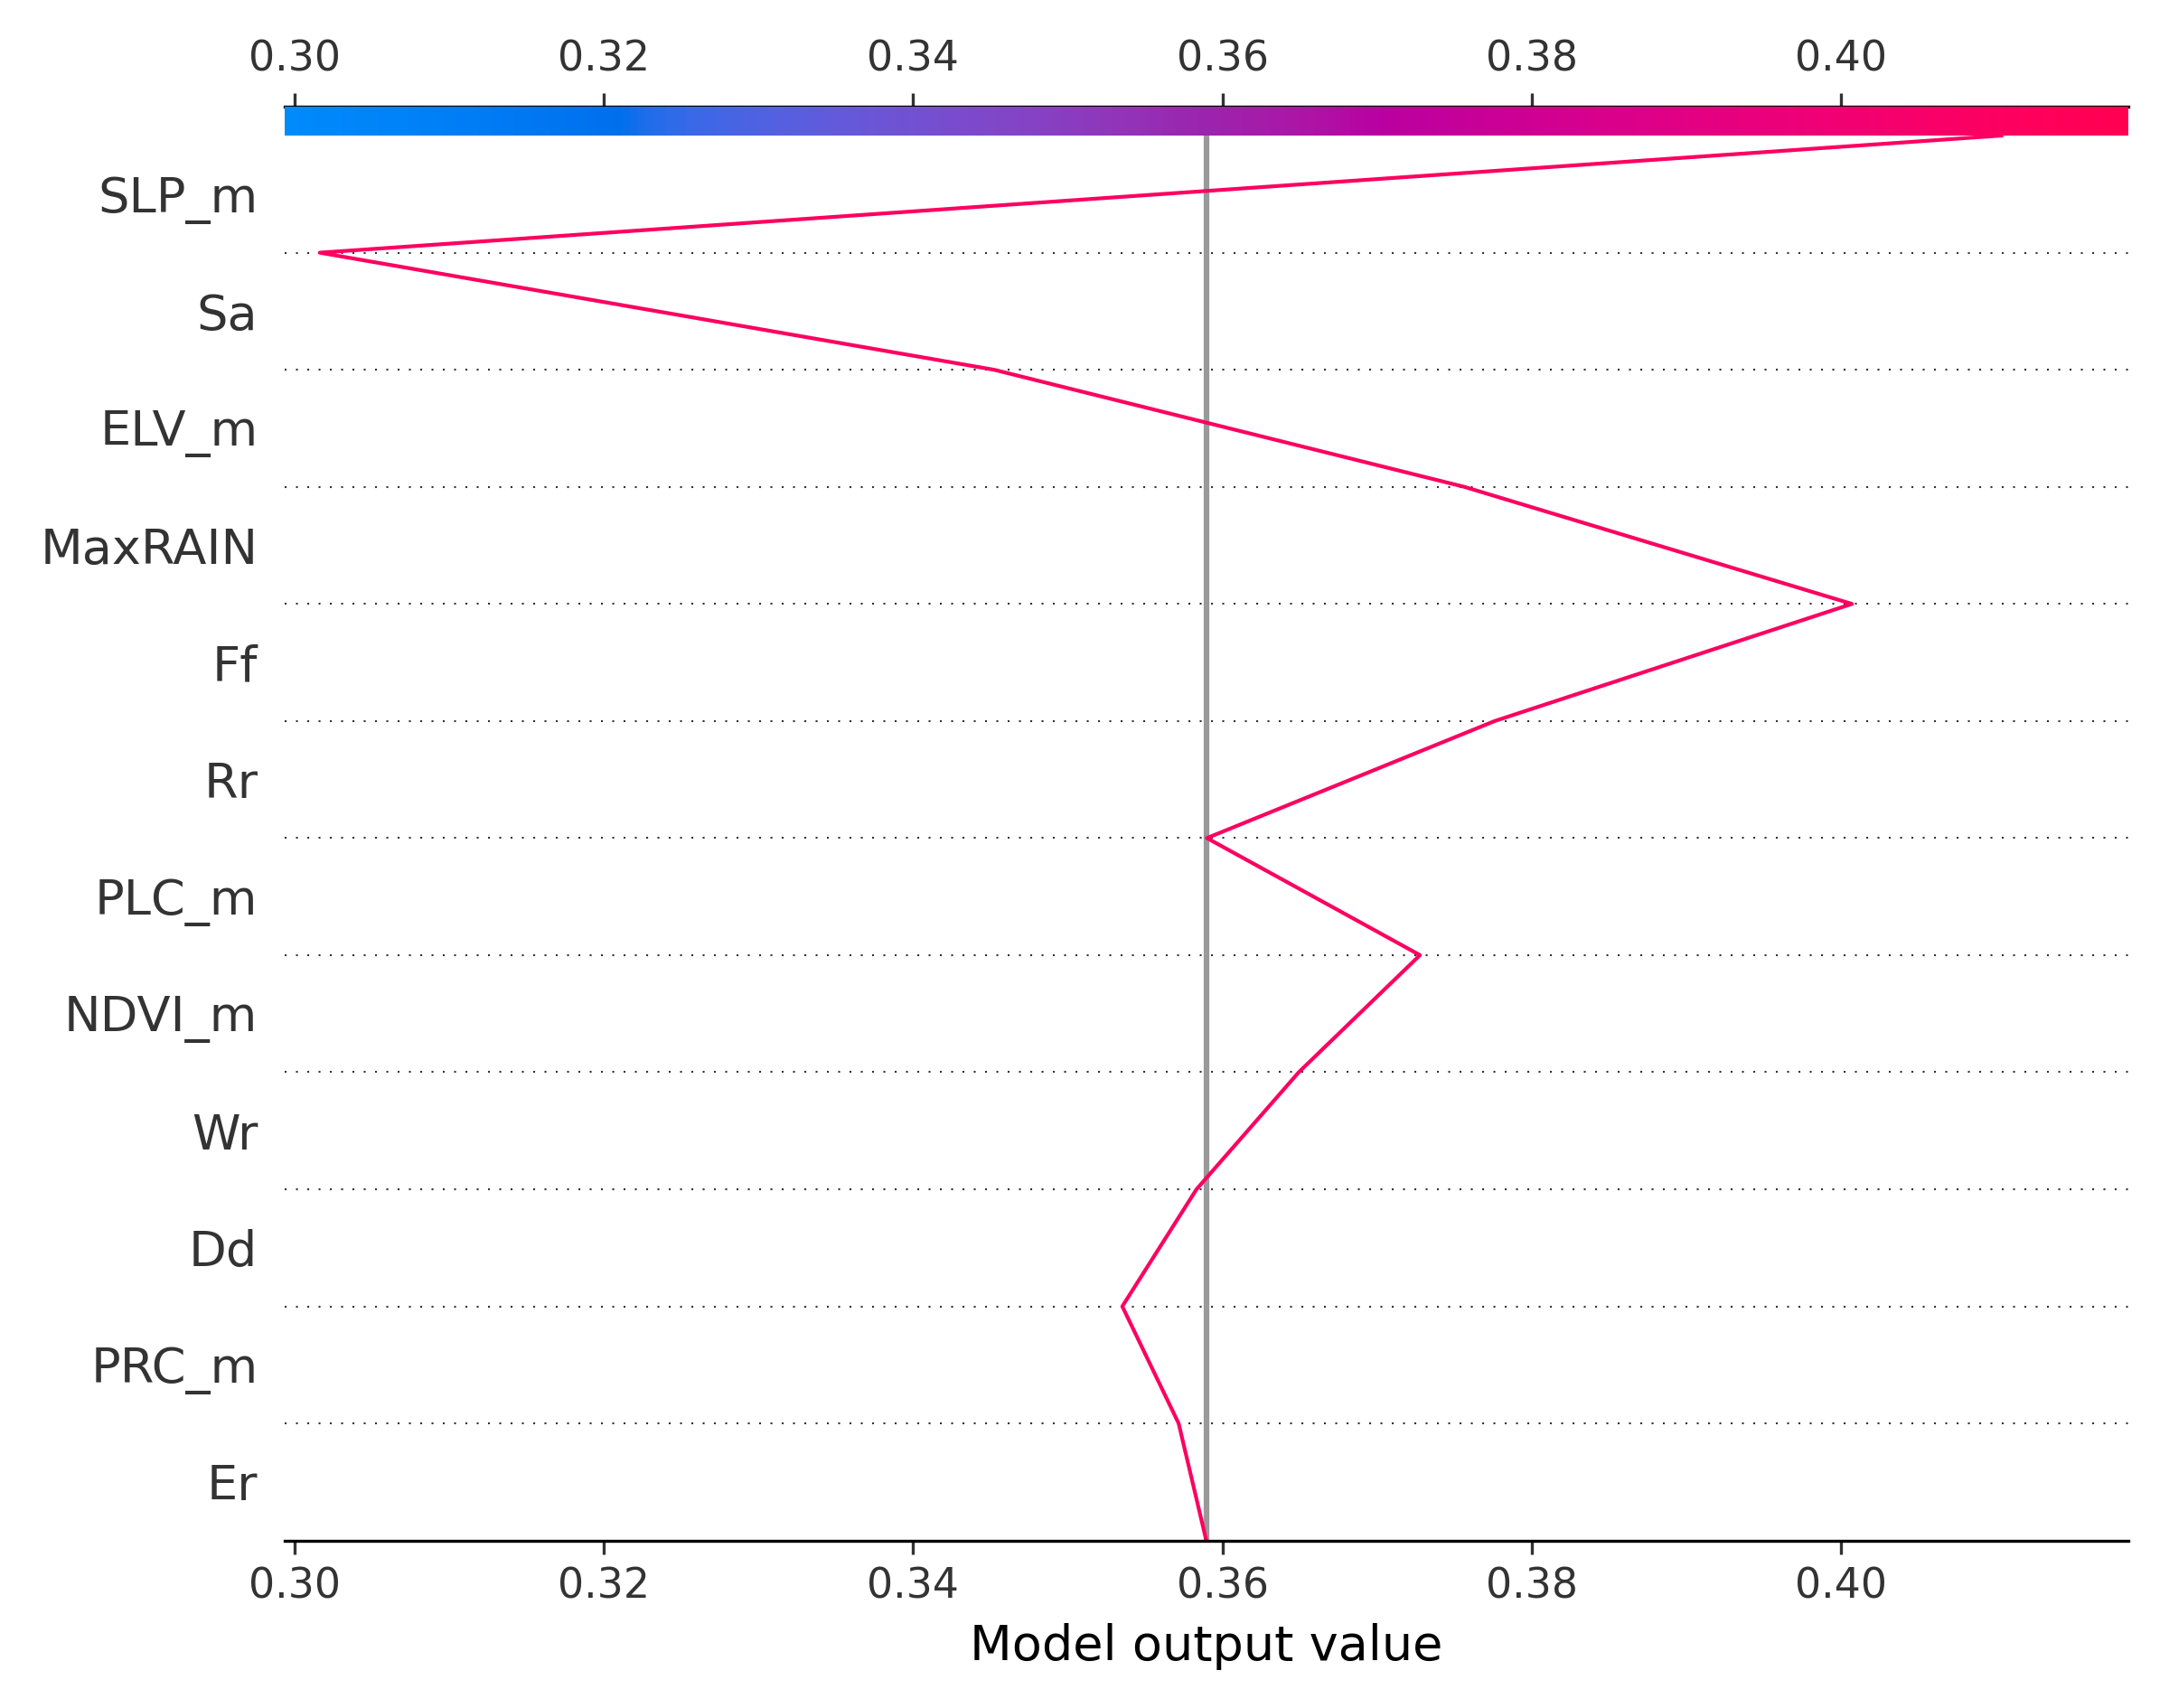 0.30 0.32 0.34 0.36 0.38 0.40
SLP_m
Sa
ELV_m
MaxRAIN
Ff
Rr
PLC_m
NDVI_m
Wr
Dd
PRC_m
Er
0.30 0.32 0.34 0.36 0.38 0.40
Model output value